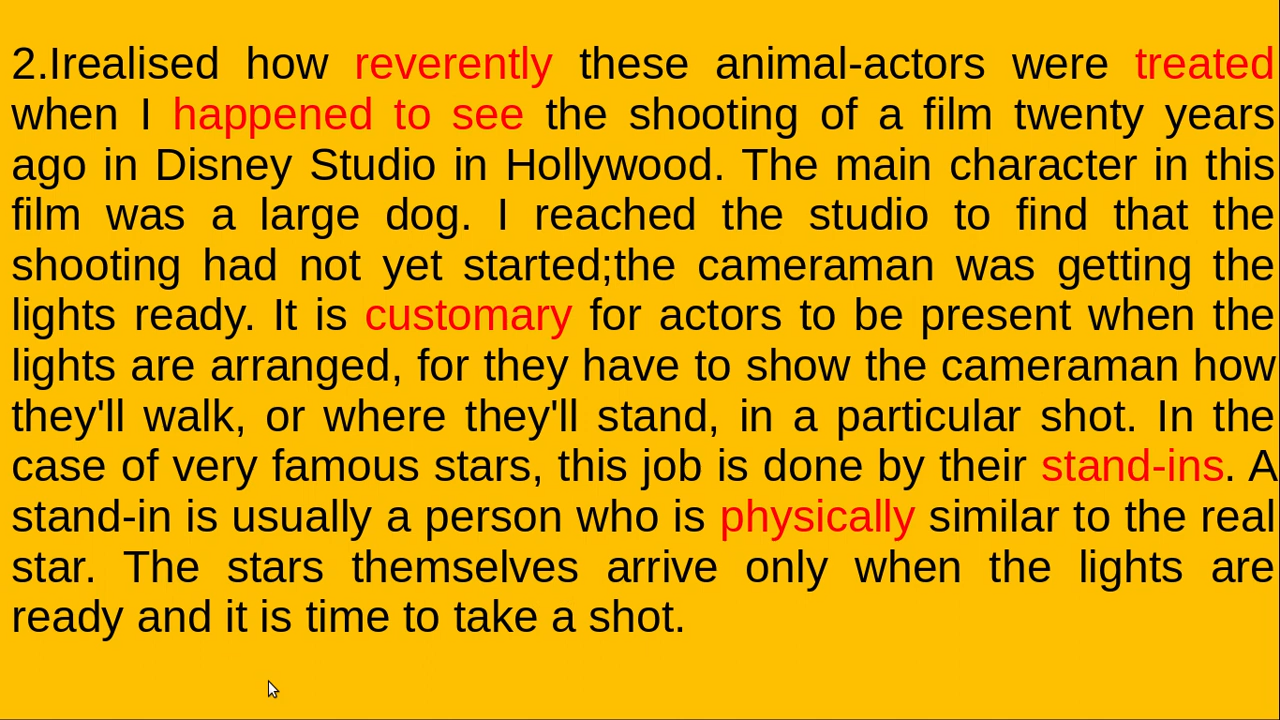 2.Irealised how reverently these animal-actors were treated
when I happened to see the shooting of a film twenty years
ago in Disney Studio in Hollywood. The main character in this
film was a large dog. I reached the studio to find that the
shooting had not yet started;the cameraman was getting the
lights ready. It is customary for actors to be present when the
lights are arranged, for they have to show the cameraman how
they'll walk, or where they'll stand, in a particular shot. In the
case of very famous stars, this job is done by their stand-ins. A
stand-in is usually a person who is physically similar to the real
star. The stars themselves arrive only when the lights are
ready and it is time to take a shot.